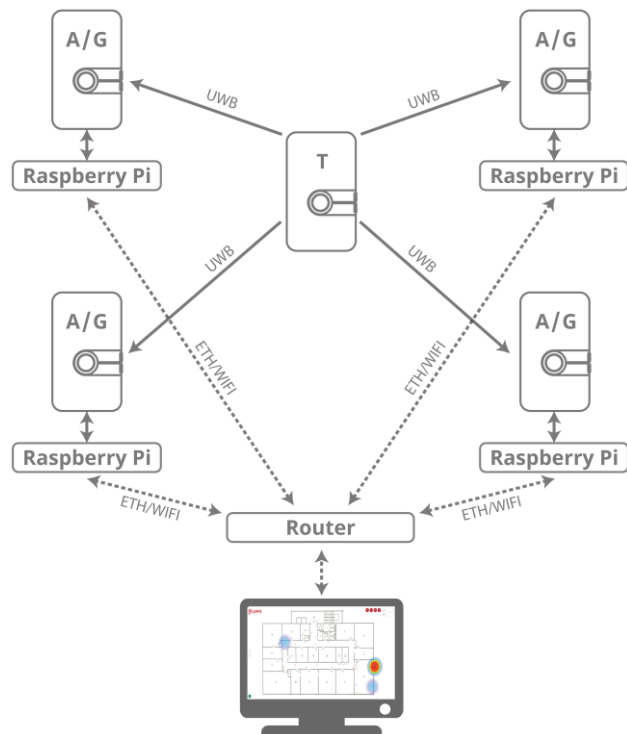 A/G
A/G
UWB
UWB
T
Raspberry Pi
Raspberry Pi
UWB
UWB
A/G
A/G
ETH/WIFI
ETH/WIFI
Raspberry Pi
Raspberry Pi
ETH/WIFI
ETH/WIFI
Router